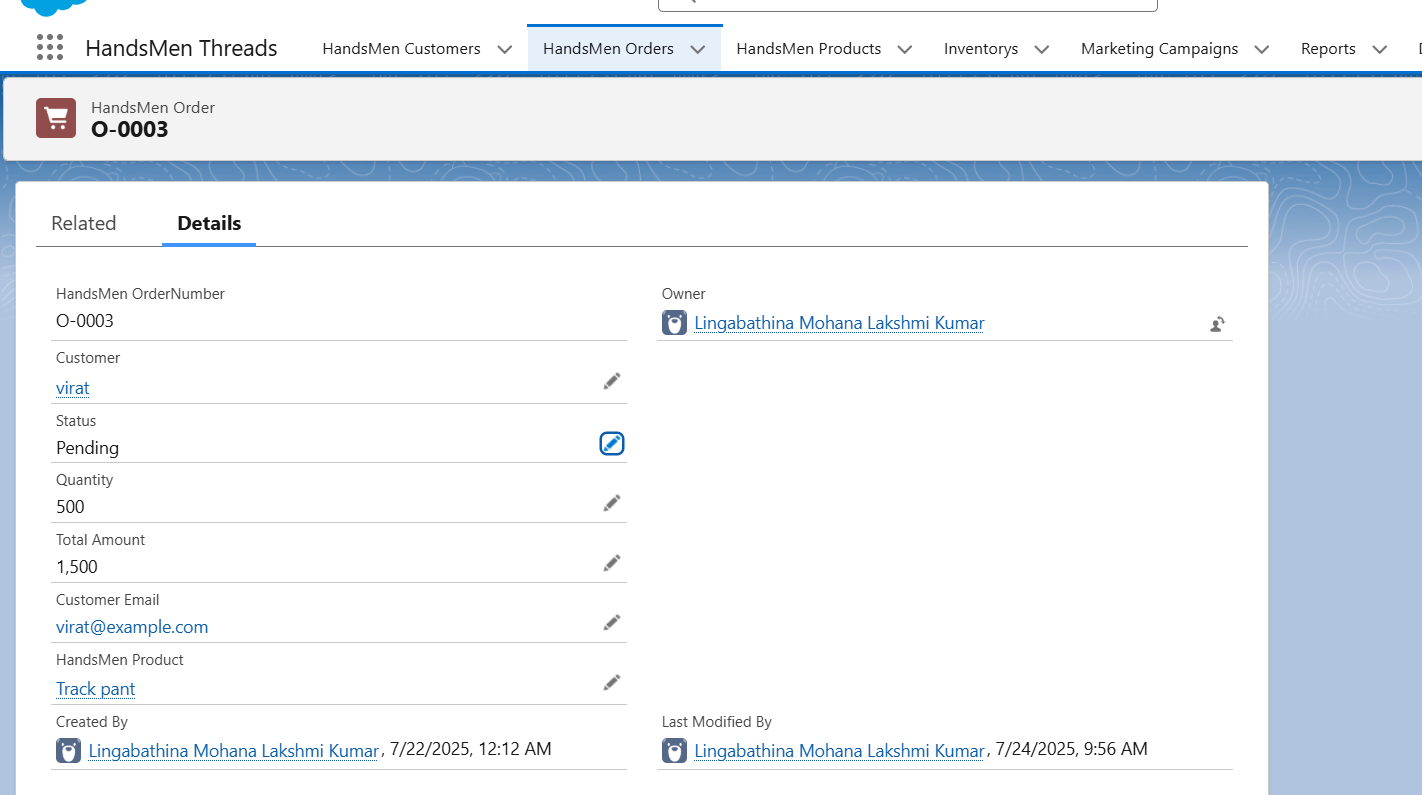 HandsMen Threads
HandsMen Customers
HandsMen Orders
HandsMen Products
Inventorys
Marketing Campaigns
Reports
HandsMen Order
O-0003
Related
Details
HandsMen OrderNumber
O-0003
Owner
Lingabathina Mohana Lakshmi Kumar
Customer
virat
Status
Pending
Quantity
500
Total Amount
1,500
Customer Email
virat@example.com
HandsMen Product
Track pant
Created By
Lingabathina Mohana Lakshmi Kumar, 7/22/2025, 12:12 AM
Last Modified By
Lingabathina Mohana Lakshmi Kumar, 7/24/2025, 9:56 AM